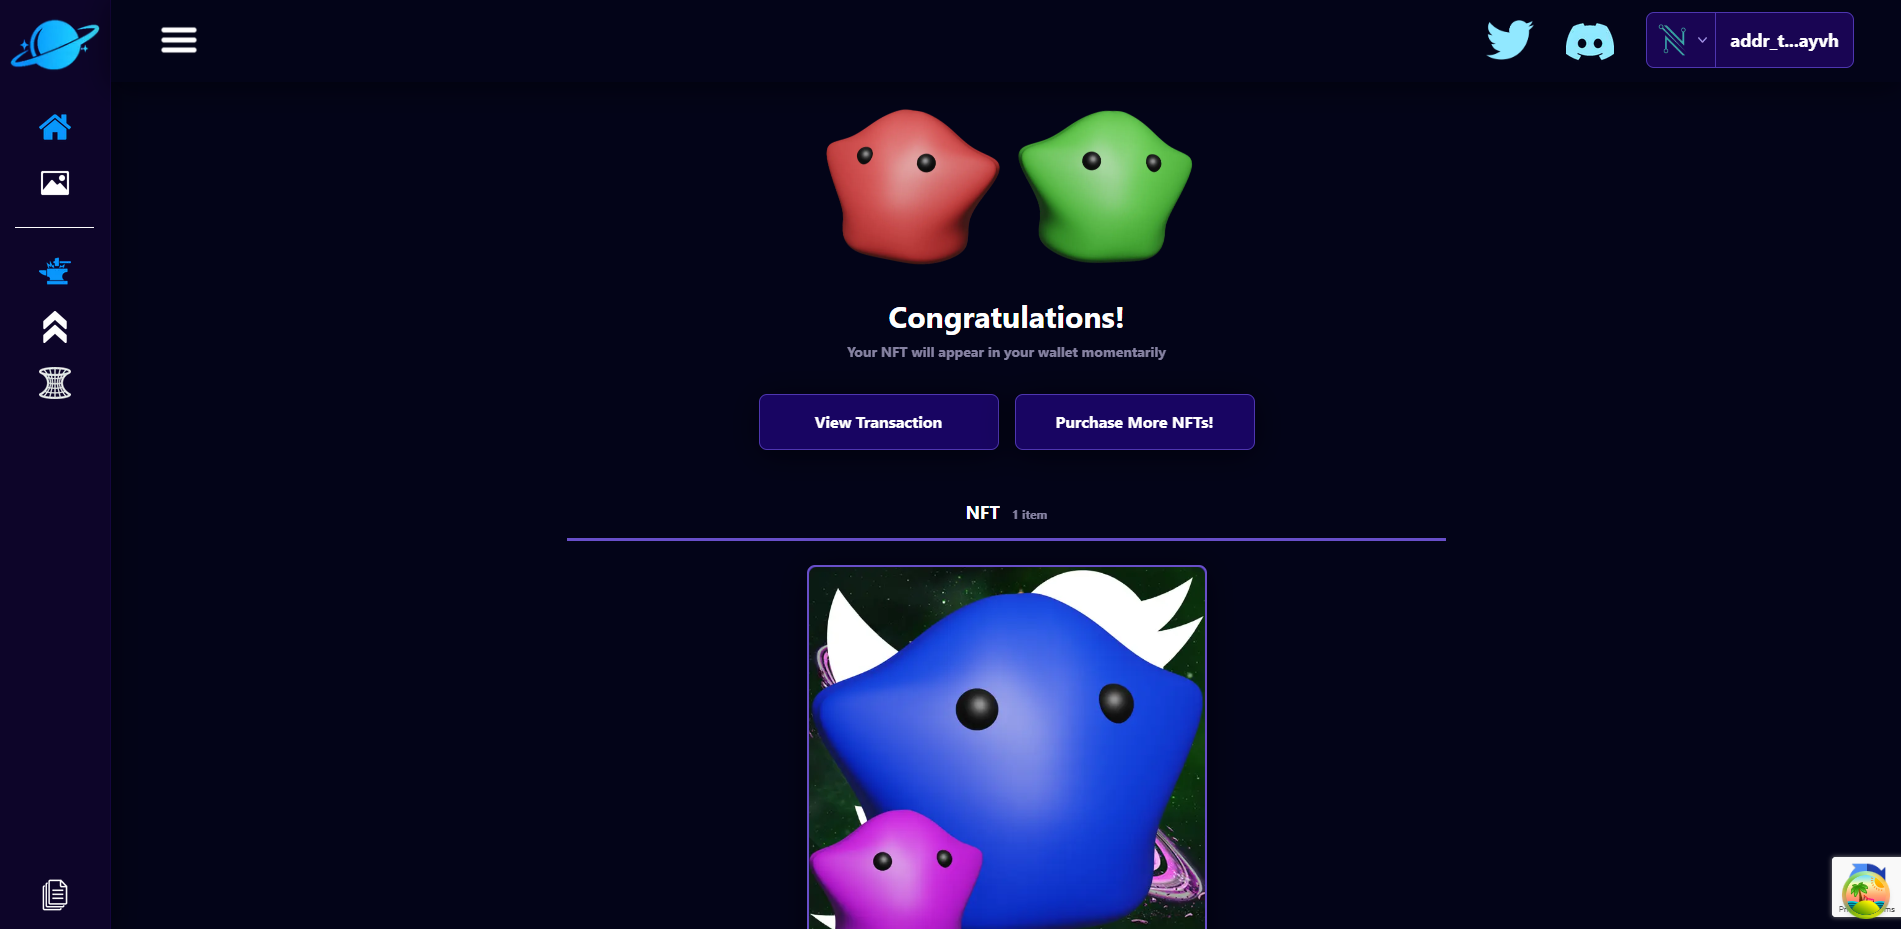 addr_t...ayvh
Congratulations!
Your NFT will appear in your wallet momentarily
View Transaction
Purchase More NFTs!
NFT 1 item